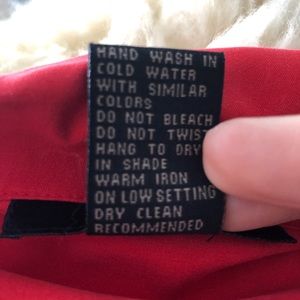 HAND WASH IN
COLD WATER
WITH SIMILAR
COLORS
DO NOT BLEACH
DO NOT TWIST
HANG TO DRY
IN SHADE
WARM IRON
ON LOW SETTING
DRY CLEAN
RECOMMENDED